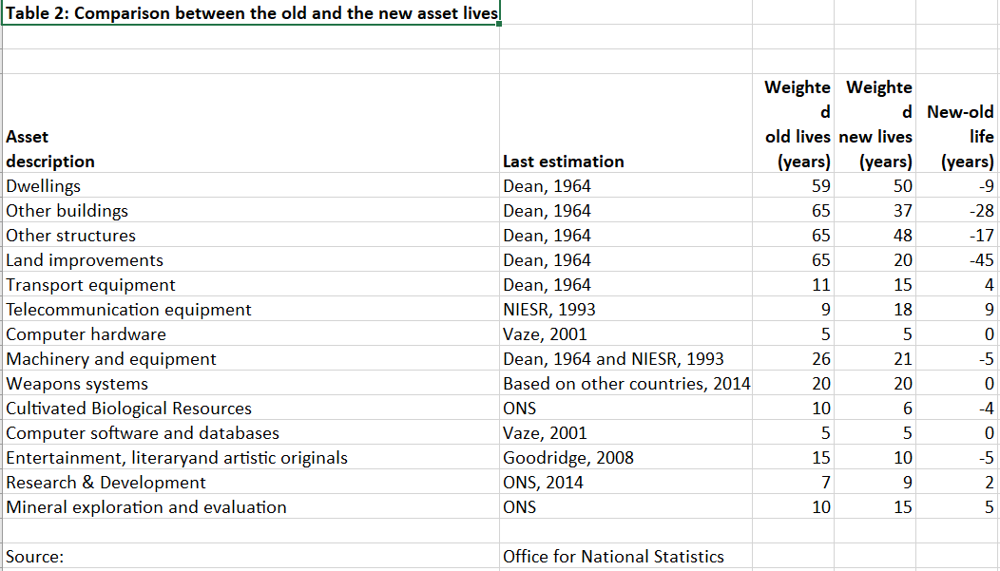 Table 2: Comparison between the old and the new asset lives
Weighte Weighte
d d New-old
Asset old lives new lives life
description Last estimation (years) (years) (years)
Dwellings Dean, 1964 59 50 -9
Other buildings Dean, 1964 65 37 -28
Other structures Dean, 1964 65 48 -17
Land improvements Dean, 1964 65 20 -45
Transport equipment Dean, 1964 11 15 4
Telecommunication equipment NIESR, 1993 9 18 9
Computer hardware Vaze, 2001 5 5 0
Machinery and equipment Dean, 1964 and NIESR, 1993 26 21 -5
Weapons systems Based on other countries, 2014 20 20 0
Cultivated Biological Resources ONS 10 6 -4
Computer software and databases Vaze, 2001 5 5 0
Entertainment, literaryand artistic originals Goodridge, 2008 15 10 -5
Research & Development ONS, 2014 7 9 2
Mineral exploration and evaluation ONS 10 15 5
Source: Office for National Statistics